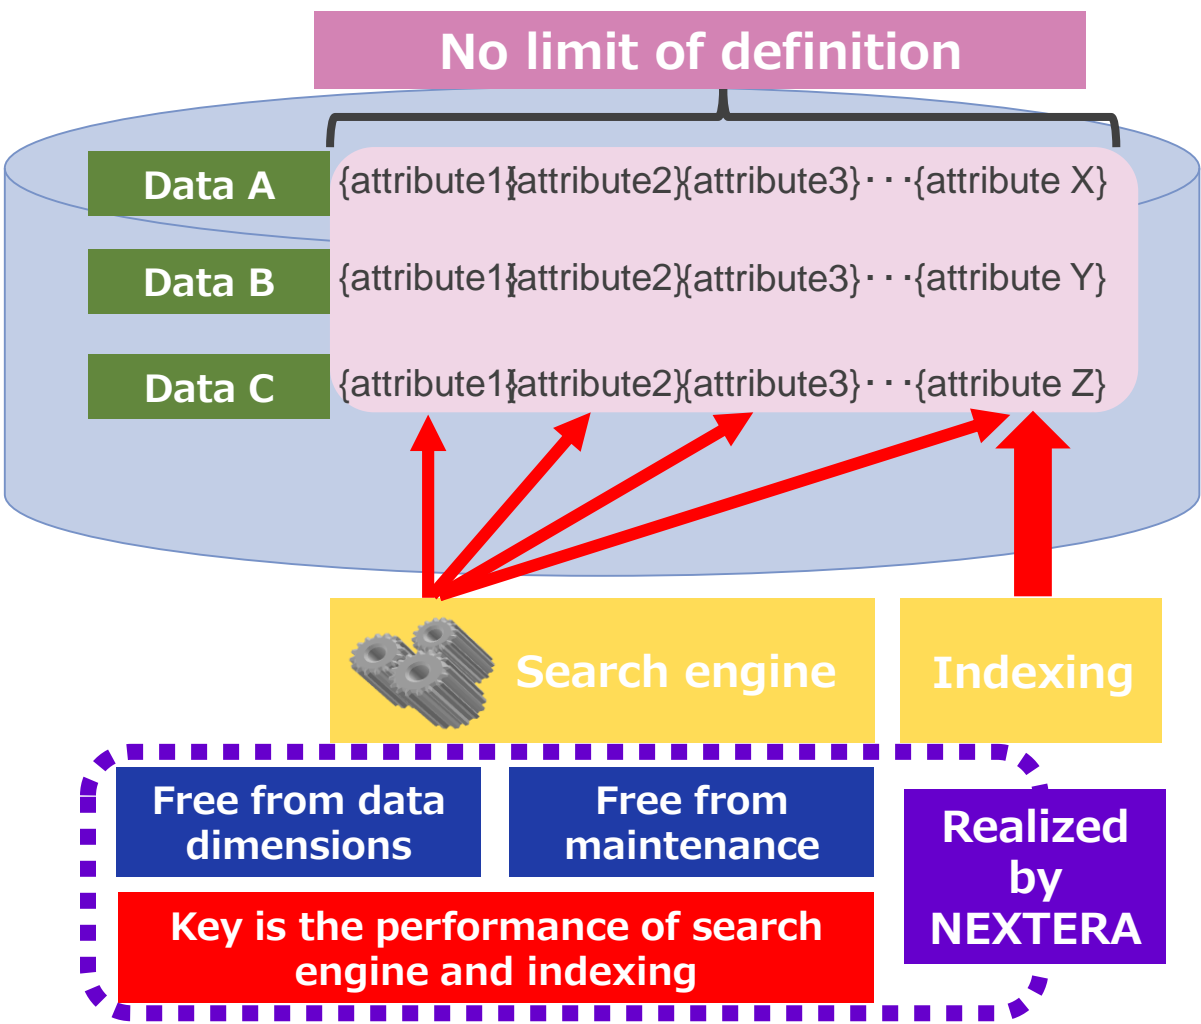 No limit of definition
Data A {attribute1}{attribute2}{attribute3}･･･{attribute X}
Data B {attribute1}{attribute2}{attribute3}･･･{attribute Y}
Data C {attribute1}{attribute2}{attribute3}･･･{attribute Z}
Search engine
Indexing
Free from data
dimensions
Free from
maintenance
Realized
by
NEXTERA
Key is the performance of search
engine and indexing